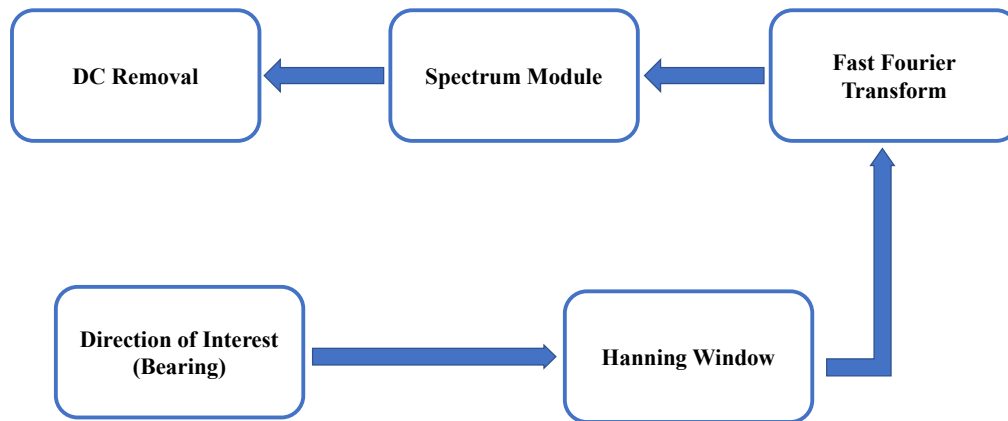 DC Removal
Spectrum Module
Fast Fourier
Transform
Direction of Interest
(Bearing)
Hanning Window